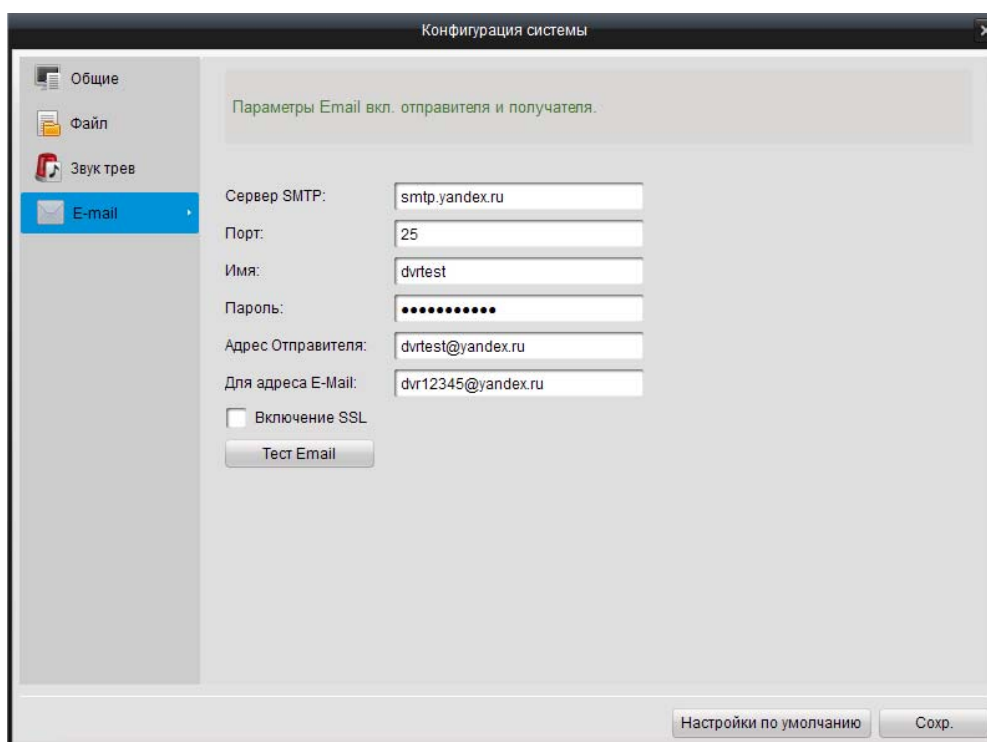 Конфигурация системы
Общие
Файл
Звук трев
E-mail
Параметры Email вкл. отправителя и получателя.
Сервер SMTP: smtp.yandex.ru
Порт: 25
Имя: dvrtest
Пароль: ●●●●●●●●●●●
Адрес Отправителя: dvrtest@yandex.ru
Для адреса E-Mail: dvr12345@yandex.ru
Включение SSL
Тест Email
Настройки по умолчанию Сохр.